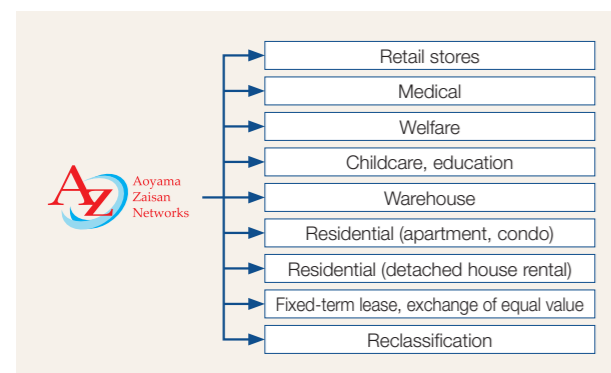 Retail stores
Medical
Welfare
Childcare, education
AZ
Aoyama
Zaisan
Networks
Warehouse
Residential (apartment, condo)
Residential (detached house rental)
Fixed-term lease, exchange of equal value
Reclassification